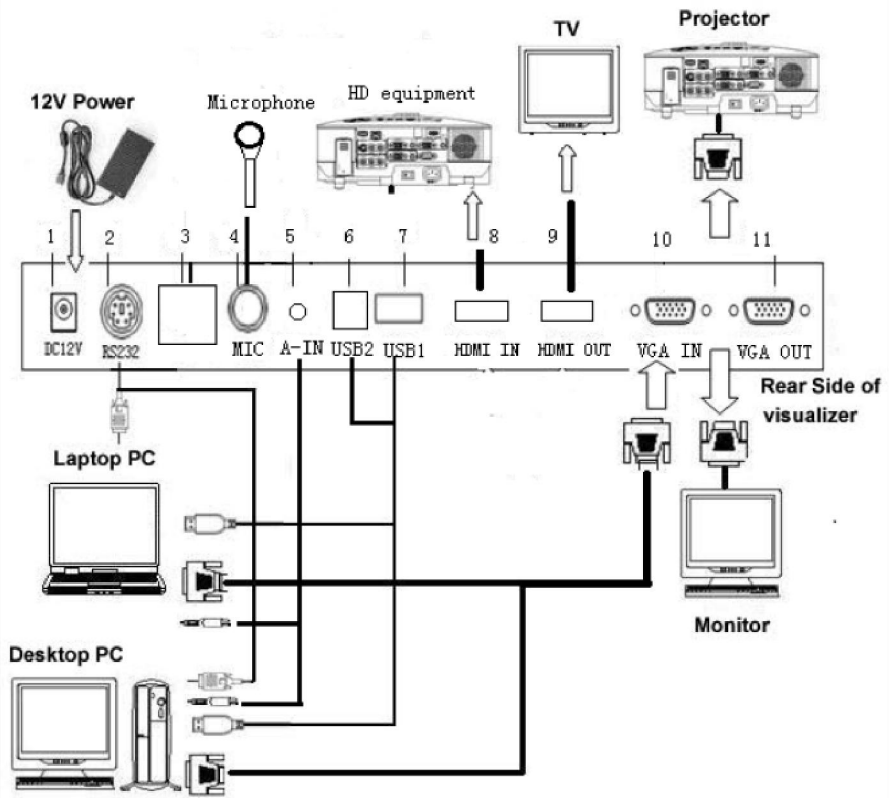 Projector
TV
HD equipment
Microphone
12V Power
1
2
3
4
5
6
7
8
9
10
11
DC12V
RS232
MIC
A-IN
USB2
USB1
HDMI IN
HDMI OUT
VGA IN
VGA OUT
Rear Side of
visualizer
Laptop PC
Monitor
Desktop PC